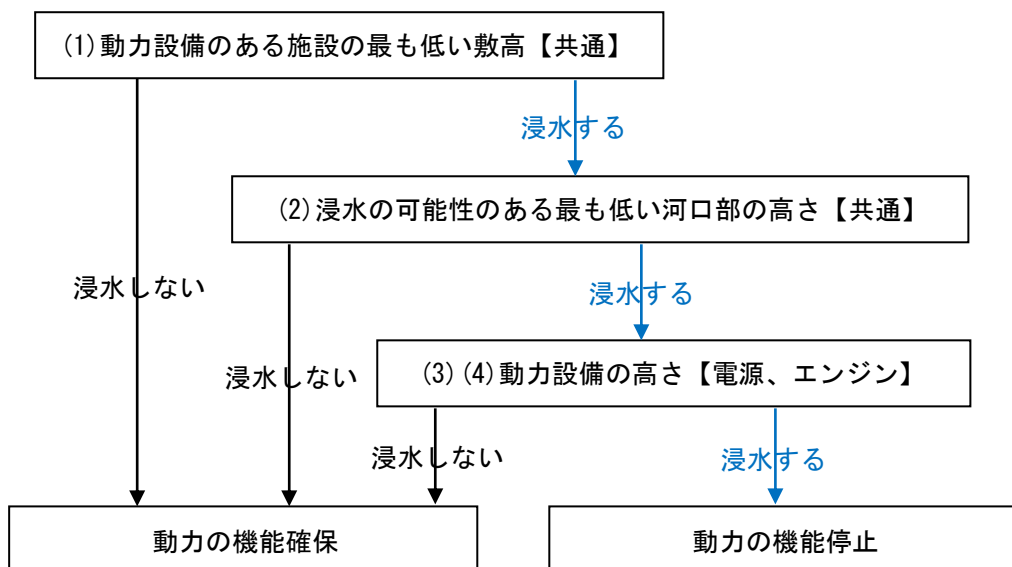 (1)動力設備のある施設の最も低い敷高【共通】
浸水する
(2)浸水の可能性のある最も低い河口部の高さ【共通】
浸水しない
浸水する
(3)(4)動力設備の高さ【電源、エンジン】
浸水しない
浸水しない
浸水する
動力の機能確保
動力の機能停止